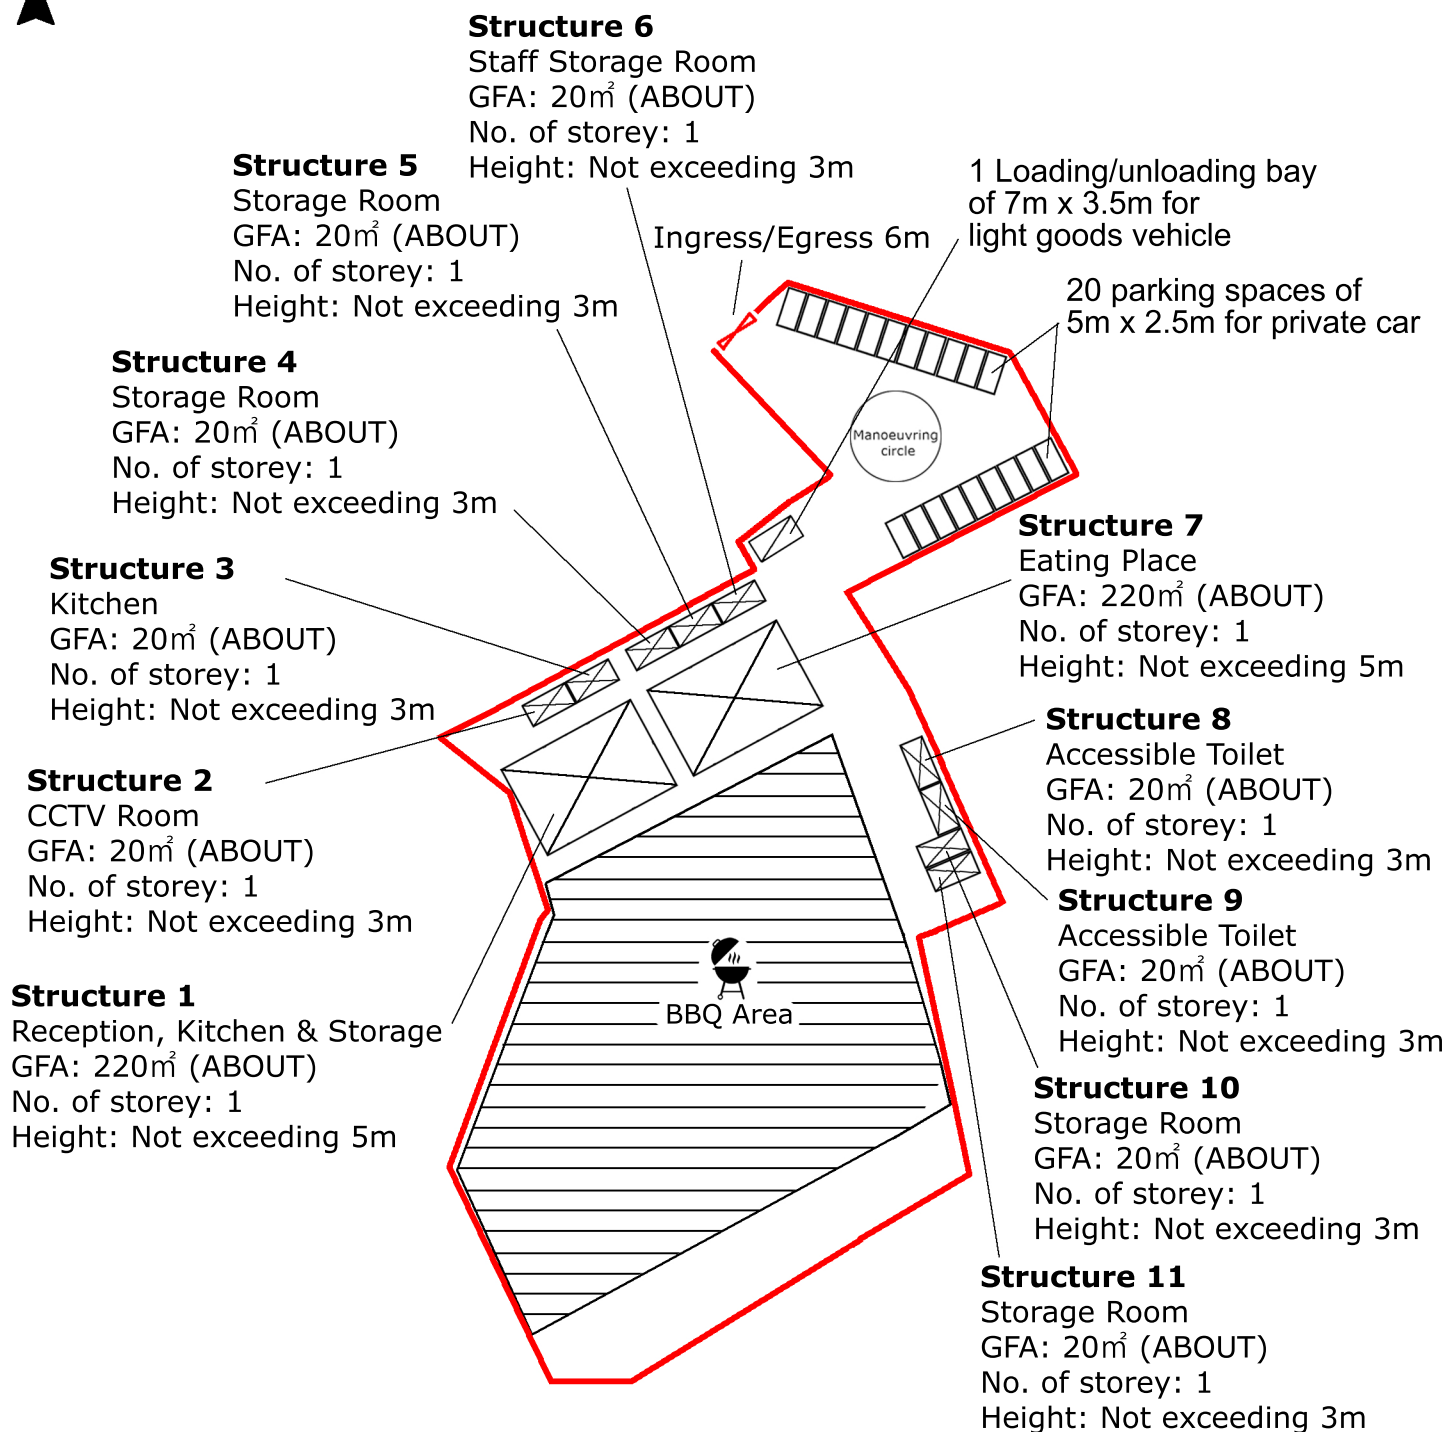 Structure 6
Staff Storage Room
GFA: 20㎡ (ABOUT)
No. of storey: 1
Height: Not exceeding 3m
Structure 5
Storage Room
GFA: 20㎡ (ABOUT)
No. of storey: 1
Height: Not exceeding 3m
1 Loading/unloading bay
of 7m x 3.5m for
light goods vehicle
Ingress/Egress 6m
20 parking spaces of
5m x 2.5m for private car
Structure 4
Storage Room
GFA: 20㎡ (ABOUT)
No. of storey: 1
Height: Not exceeding 3m
Manoeuvring
circle
Structure 3
Kitchen
GFA: 20㎡ (ABOUT)
No. of storey: 1
Height: Not exceeding 3m
Structure 7
Eating Place
GFA: 220㎡ (ABOUT)
No. of storey: 1
Height: Not exceeding 5m
Structure 2
CCTV Room
GFA: 20㎡ (ABOUT)
No. of storey: 1
Height: Not exceeding 3m
Structure 8
Accessible Toilet
GFA: 20㎡ (ABOUT)
No. of storey: 1
Height: Not exceeding 3m
Structure 9
Accessible Toilet
GFA: 20㎡ (ABOUT)
No. of storey: 1
Height: Not exceeding 3m
Structure 1
Reception, Kitchen & Storage
GFA: 220㎡ (ABOUT)
No. of storey: 1
Height: Not exceeding 5m
BBQ Area
Structure 10
Storage Room
GFA: 20㎡ (ABOUT)
No. of storey: 1
Height: Not exceeding 3m
Structure 11
Storage Room
GFA: 20㎡ (ABOUT)
No. of storey: 1
Height: Not exceeding 3m